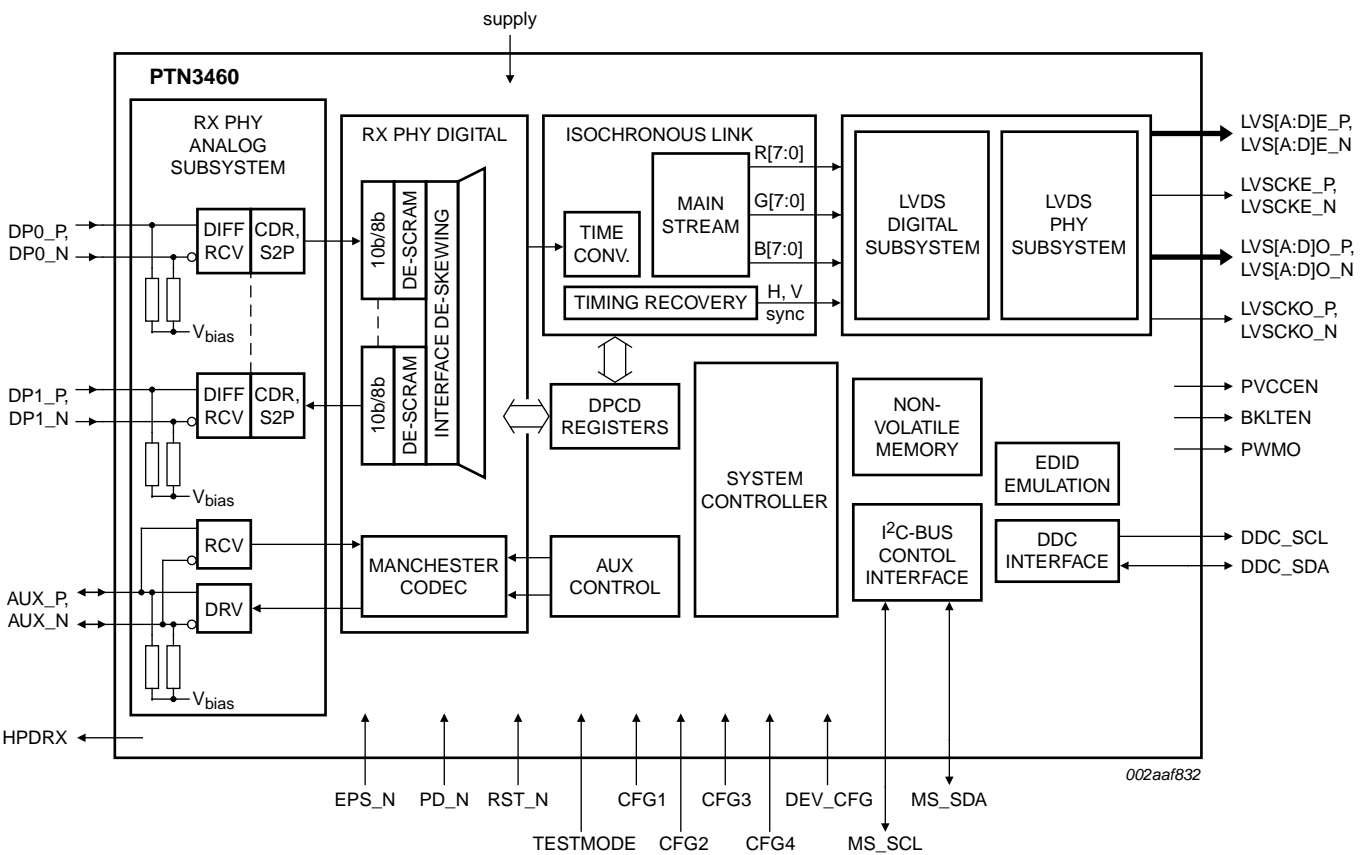 supply
PTN3460
RX PHY
ANALOG
SUBSYSTEM
DP0_P,
DP0_N
DIFF
RCV
CDR,
S2P
Vbias
DP1_P,
DP1_N
DIFF
RCV
CDR,
S2P
Vbias
RCV
AUX_P,
AUX_N
DRV
Vbias
HPDRX
RX PHY DIGITAL
10b/8b
DE-SCRAM
10b/8b
DE-SCRAM
INTERFACE DE-SKEWING
MANCHESTER
CODEC
ISOCHRONOUS LINK
TIME
CONV.
MAIN
STREAM
R[7:0]
G[7:0]
B[7:0]
TIMING RECOVERY
H, V
sync
DPCD
REGISTERS
AUX
CONTROL
SYSTEM
CONTROLLER
LVDS
DIGITAL
SUBSYSTEM
LVDS
PHY
SUBSYSTEM
NON-
VOLATILE
MEMORY
EDID
EMULATION
I2C-BUS
CONTOL
INTERFACE
DDC
INTERFACE
LVS[A:D]E_P,
LVS[A:D]E_N
LVSCKE_P,
LVSCKE_N
LVS[A:D]O_P,
LVS[A:D]O_N
LVSCKO_P,
LVSCKO_N
PVCCEN
BKLTEN
PWMO
DDC_SCL
DDC_SDA
002aaf832
EPS_N
PD_N
RST_N
TESTMODE
CFG1
CFG2
CFG3
CFG4
DEV_CFG
MS_SCL
MS_SDA